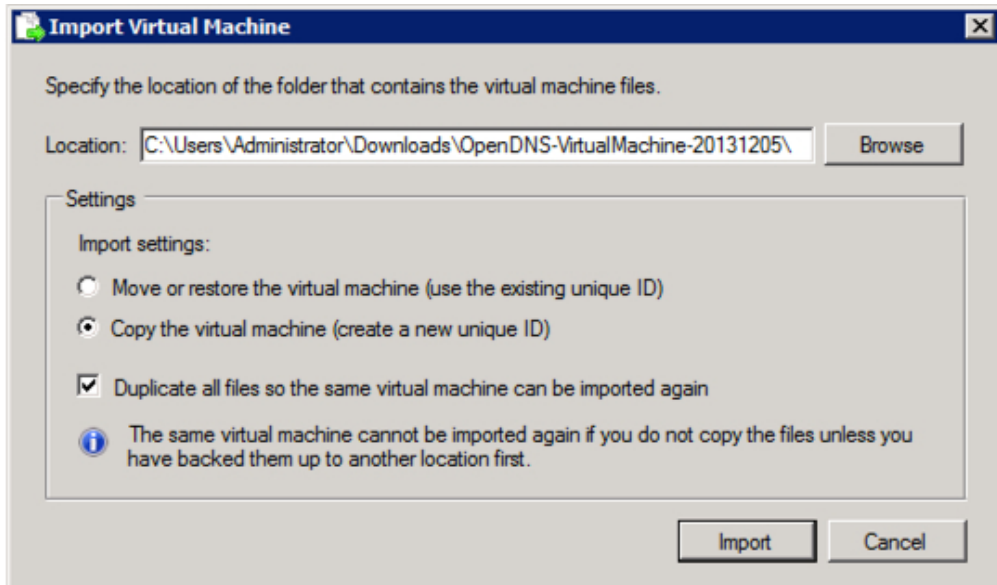 Import Virtual Machine
Specify the location of the folder that contains the virtual machine files.
Location: C:\Users\Administrator\Downloads\OpenDNS-VirtualMachine-20131205\ Browse
Settings
Import settings:
Move or restore the virtual machine (use the existing unique ID)
Copy the virtual machine (create a new unique ID)
Duplicate all files so the same virtual machine can be imported again
The same virtual machine cannot be imported again if you do not copy the files unless you
have backed them up to another location first.
Import Cancel